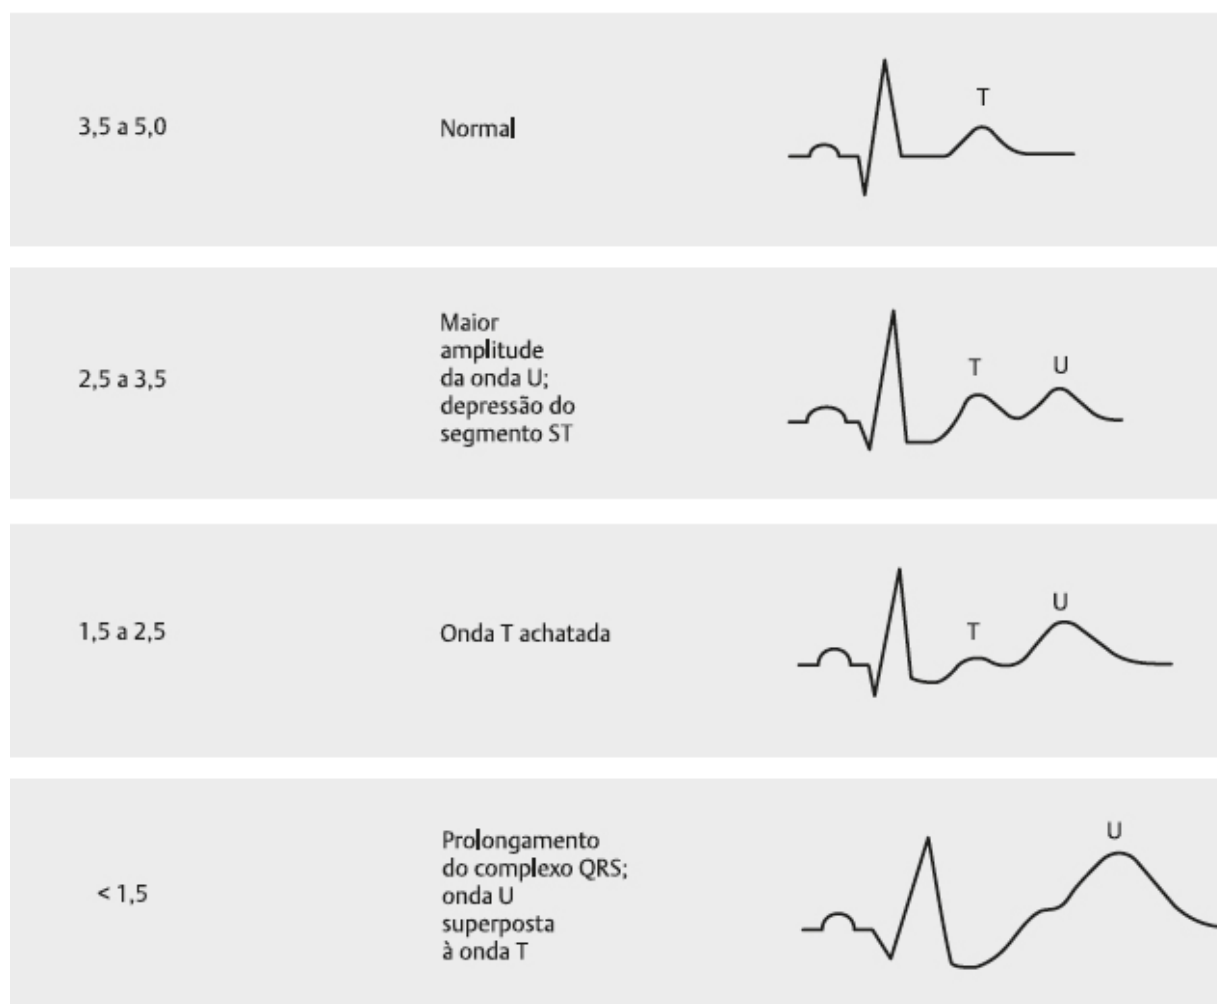 3,5 a 5,0
Normal
T
2,5 a 3,5
Maior
amplitude
da onda U;
depressão do
segmento ST
T
U
1,5 a 2,5
Onda T achatada
T
U
< 1,5
Prolongamento
do complexo QRS;
onda U
superposta
à onda T
U